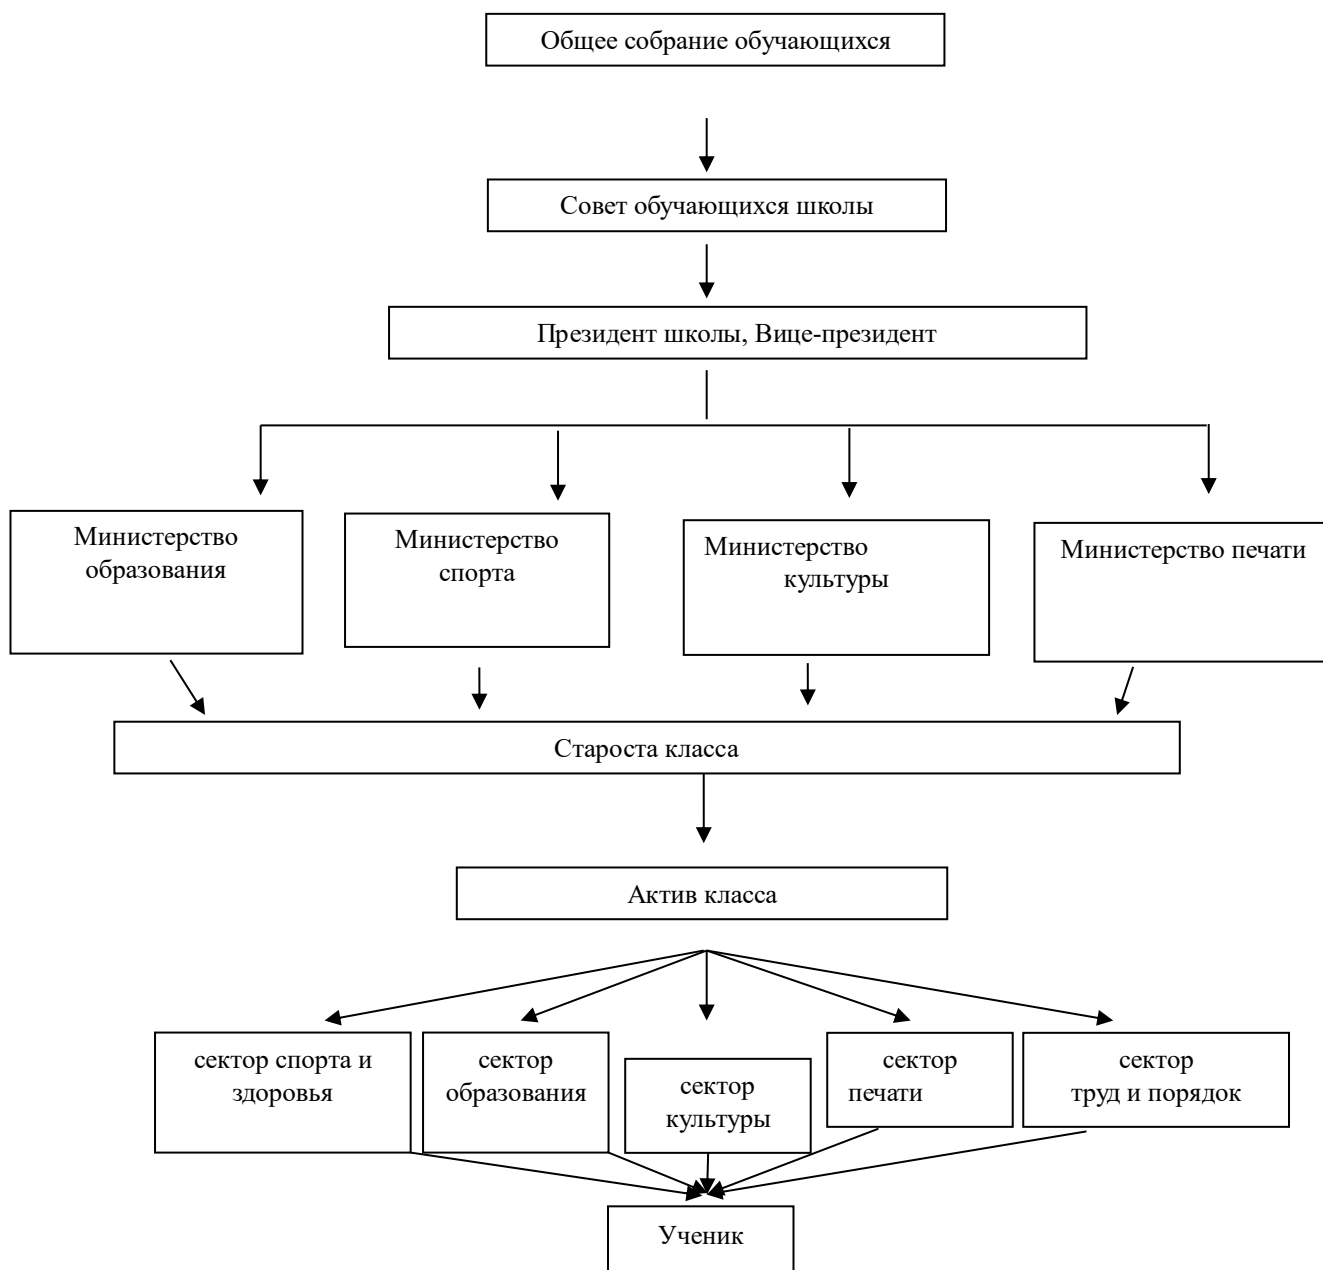 Общее собрание обучающихся
Совет обучающихся школы
Президент школы, Вице-президент
Министерство
образования
Министерство
спорта
Министерство
культуры
Министерство печати
Староста класса
Актив класса
сектор спорта и
здоровья
сектор
образования
сектор
культуры
сектор
печати
сектор
труд и порядок
Ученик